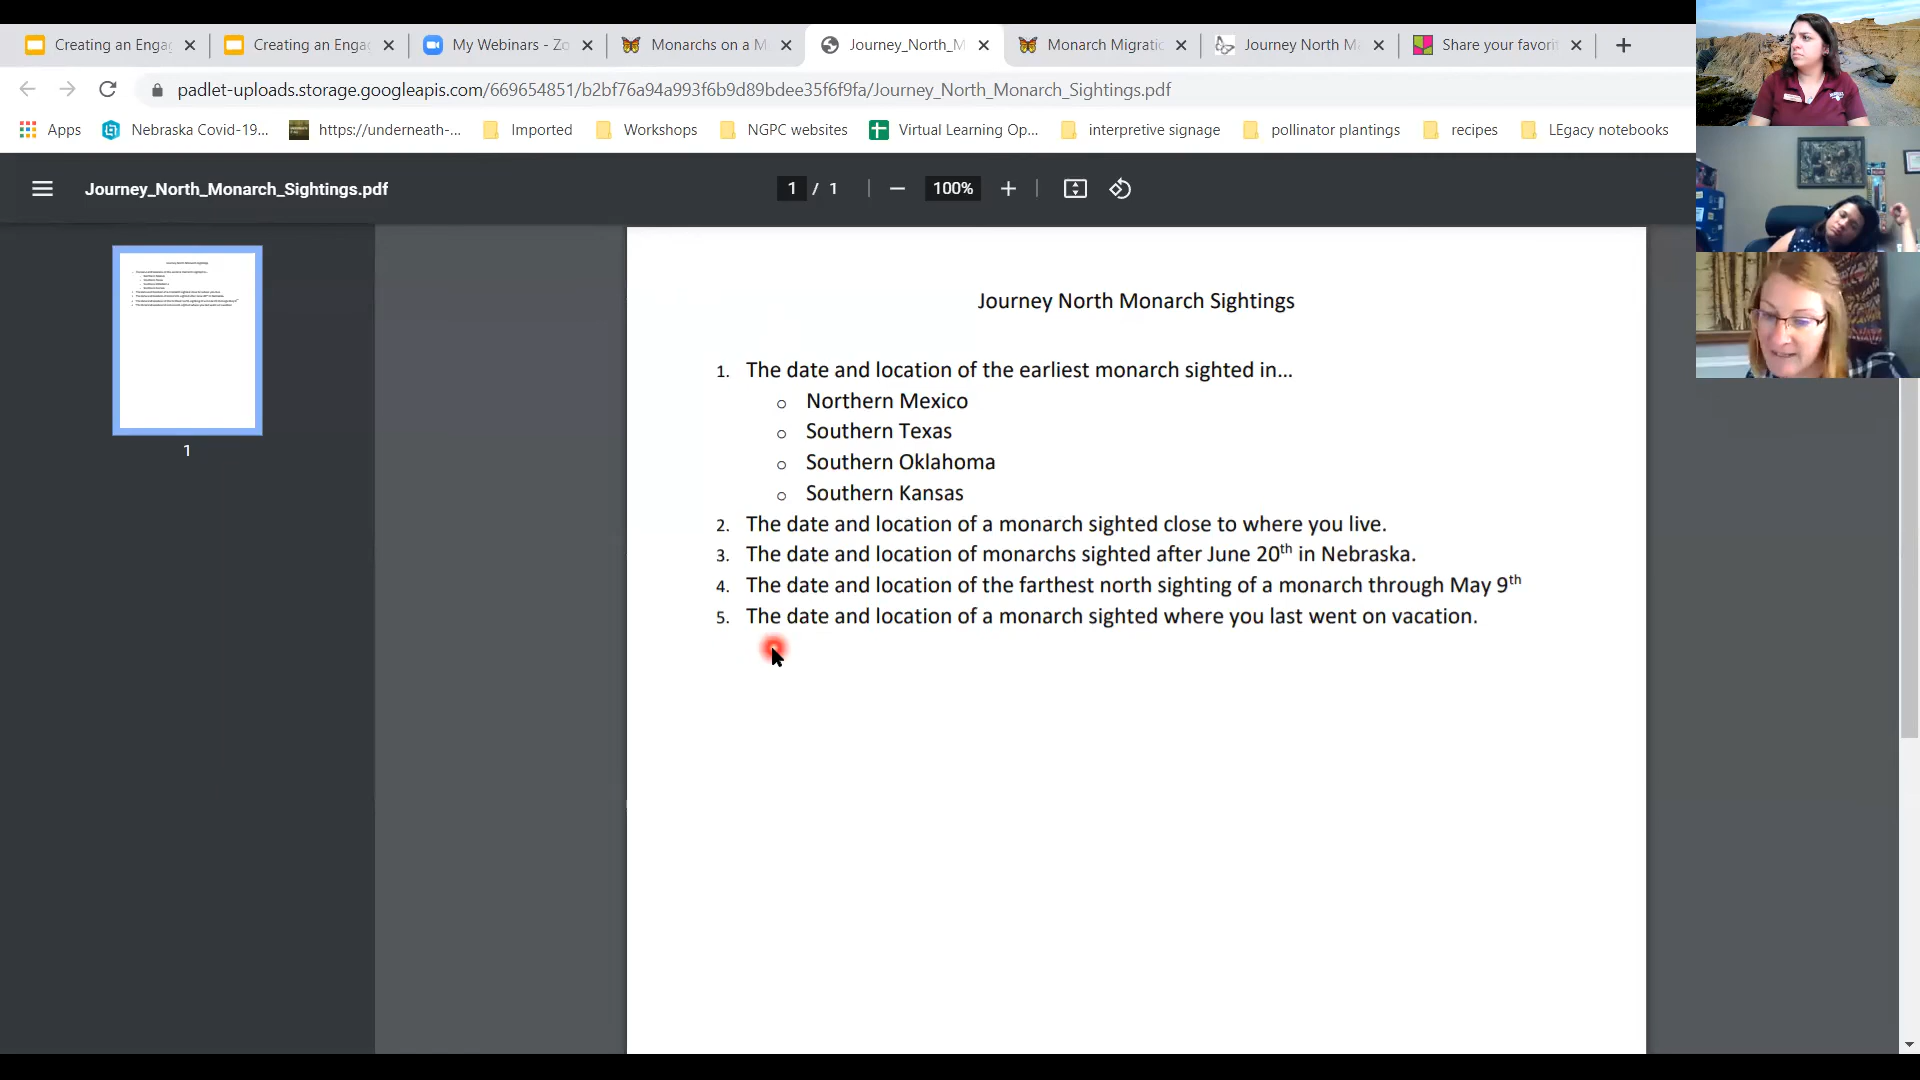 Creating an Enga
Creating an Enga
My Webinars - Zo
Monarchs on a M
Journey_North_M
Monarch Migratic
Journey North M
Share your favori
padlet-uploads.storage.googleapis.com/669654851/b2bf76a94a993f6b9d89bdee35f6f9fa/Journey_North_Monarch_Sightings.pdf
Apps
Nebraska Covid-19...
https://underneath-...
Imported
Workshops
NGPC websites
Virtual Learning Op...
interpretive signage
pollinator plantings
recipes
LEgacy notebooks
Journey_North_Monarch_Sightings.pdf
1 / 1
100%
1
Journey North Monarch Sightings
1. The date and location of the earliest monarch sighted in...
o Northern Mexico
o Southern Texas
o Southern Oklahoma
o Southern Kansas
2. The date and location of a monarch sighted close to where you live.
3. The date and location of monarchs sighted after June 20th in Nebraska.
4. The date and location of the farthest north sighting of a monarch through May 9th
5. The date and location of a monarch sighted where you last went on vacation.